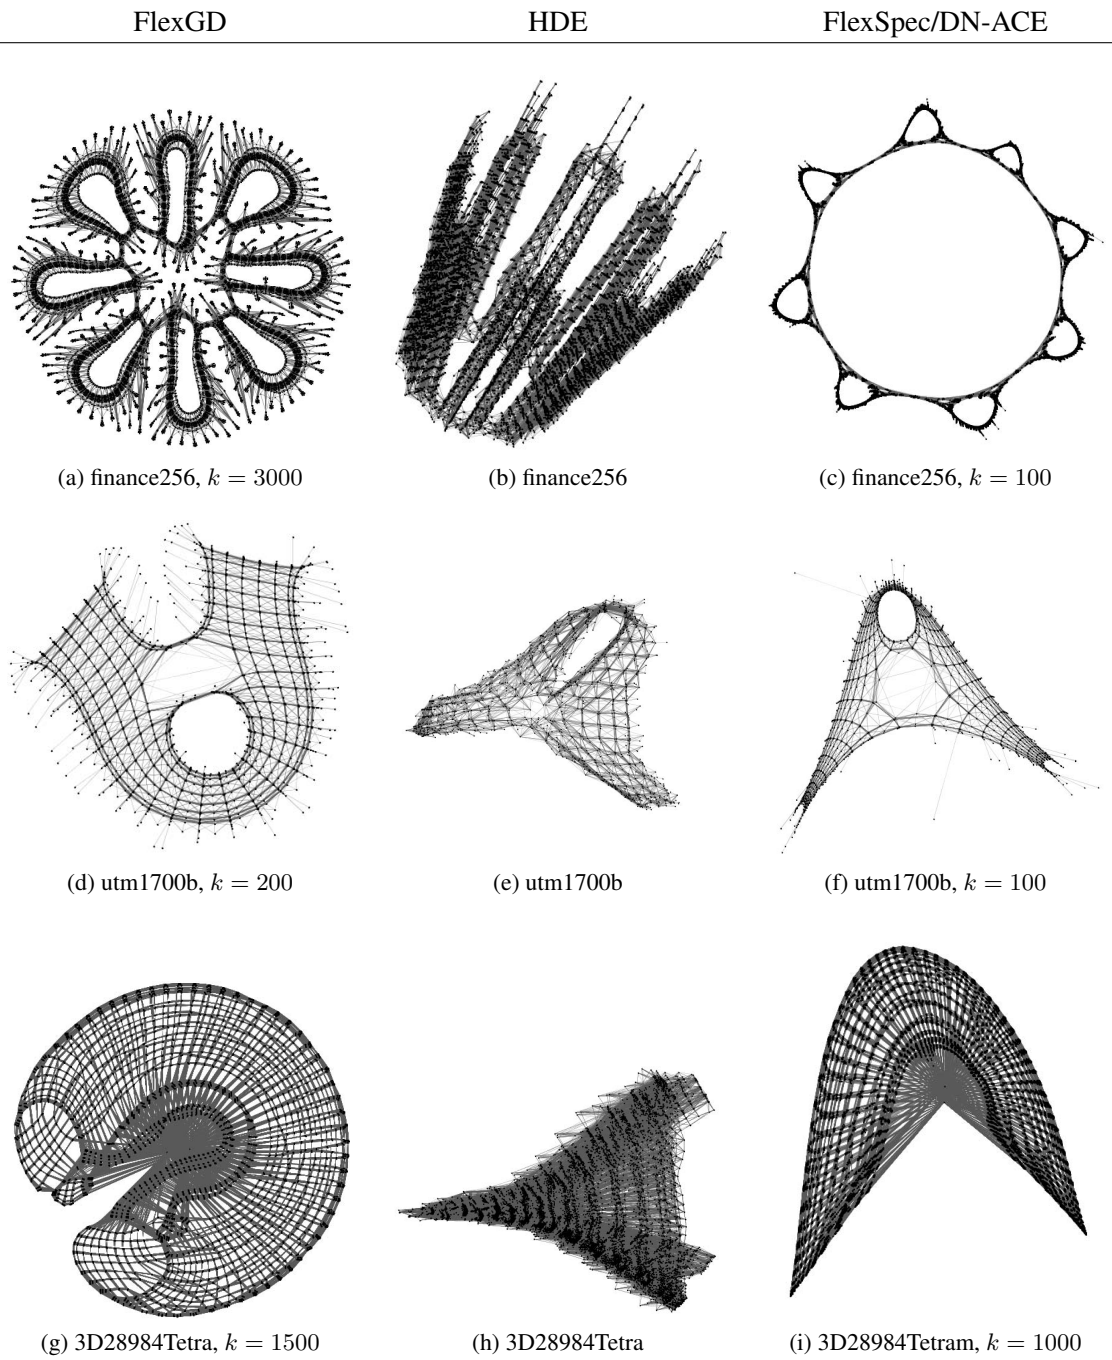 FlexGD HDE FlexSpec/DN-ACE
(a) finance256, k = 3000 (b) finance256 (c) finance256, k = 100
(d) utm1700b, k = 200 (e) utm1700b (f) utm1700b, k = 100
(g) 3D28984Tetra, k = 1500 (h) 3D28984Tetra (i) 3D28984Tetram, k = 1000